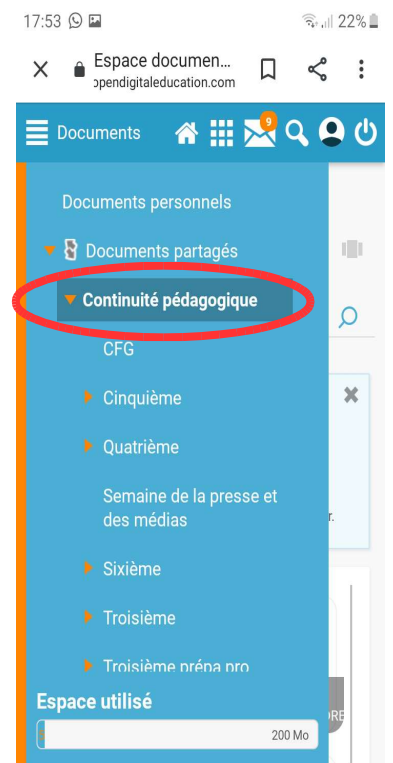 17:53 22%
Espace documen...
opendigitaleducation.com
Documents 9
Documents personnels
Documents partagés
Continuité pédagogique
CFG
Cinquième
Quatrième
Semaine de la presse et
des médias
r.
Sixième
Troisième
Troisième prépa pro
Espace utilisé
200 Mo